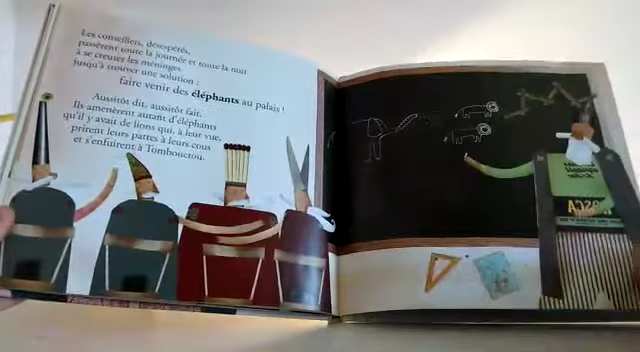 Les conseillers, désespérés,
passèrent toute la journée et toute la nuit
à se creuser les méninges
jusqu'à trouver une solution :
faire venir des éléphants au palais !
Aussitôt dit, aussitôt fait.
Ils amenèrent autant d'éléphants
qu'il y avait de lions qui, à leur vue,
prirent leurs pattes à leurs cous
et s'enfuirent à Tombouctou.